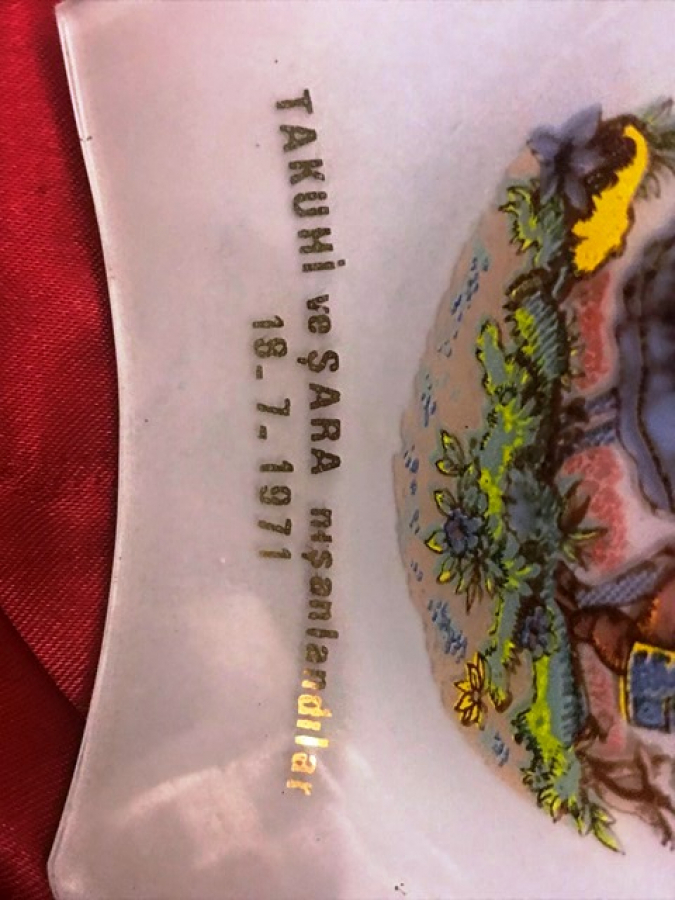 TAKUHİ ve ŞARA nişanlandılar
18.7.1971